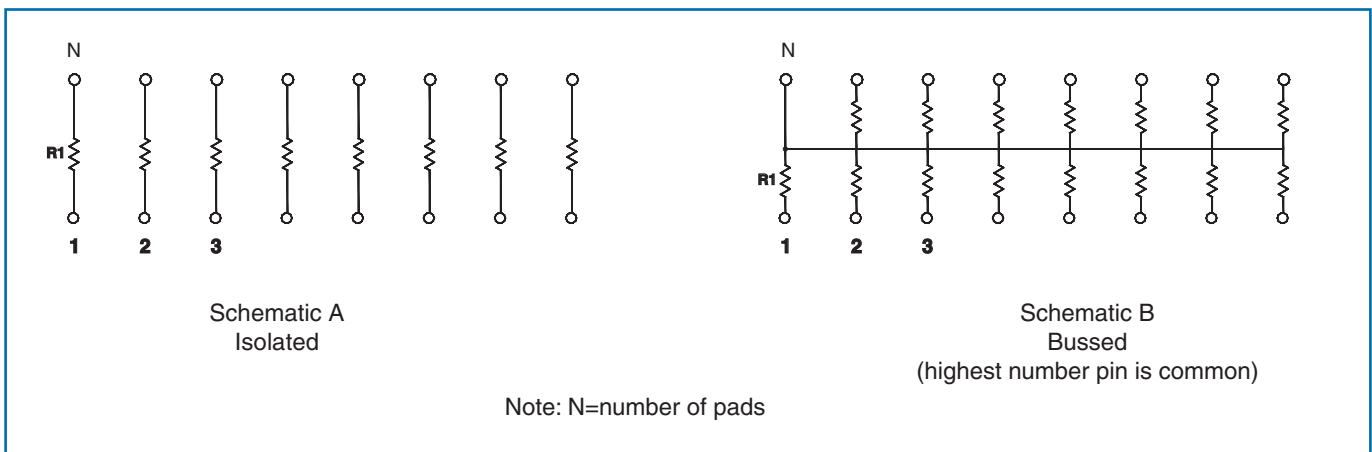 N
R1
1 2 3
Schematic A
Isolated
N
R1
1 2 3
Schematic B
Bussed
(highest number pin is common)
Note: N=number of pads